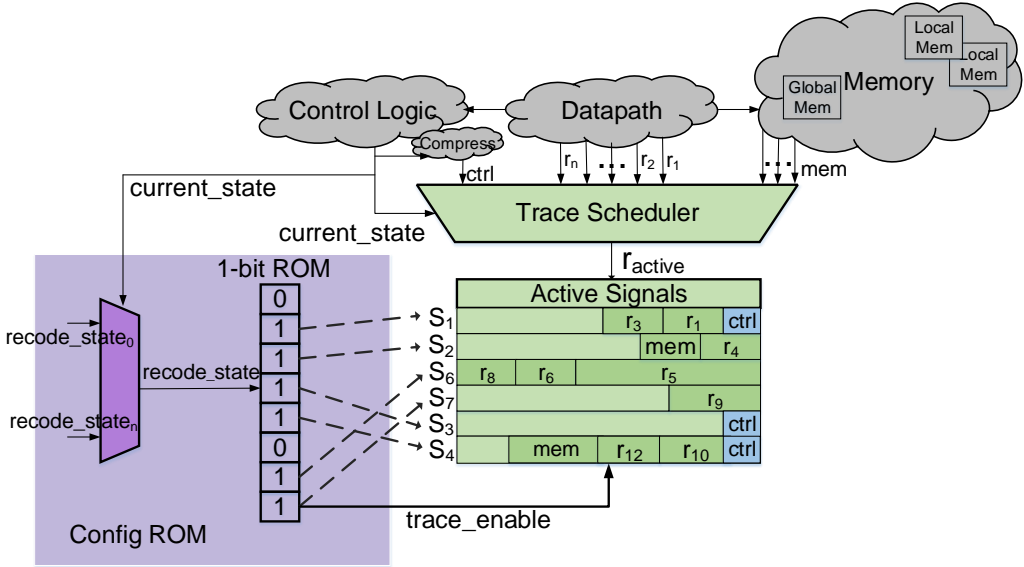 Local
Mem
Local
Mem
Global
Mem
Memory
Control Logic
Datapath
Compress
ctrl
rₙ
...
r₂
r₁
...
mem
current_state
Trace Scheduler
current_state
r_active
1-bit ROM
Active Signals
0
1
1
1
1
0
1
1
recode_state₀
recode_state
recode_stateₙ
S₁ r₃ r₁ ctrl
S₂ mem r₄
S₆ r₈ r₆ r₅
S₇ r₉
S₃ ctrl
S₄ mem r₁₂ r₁₀ ctrl
trace_enable
Config ROM